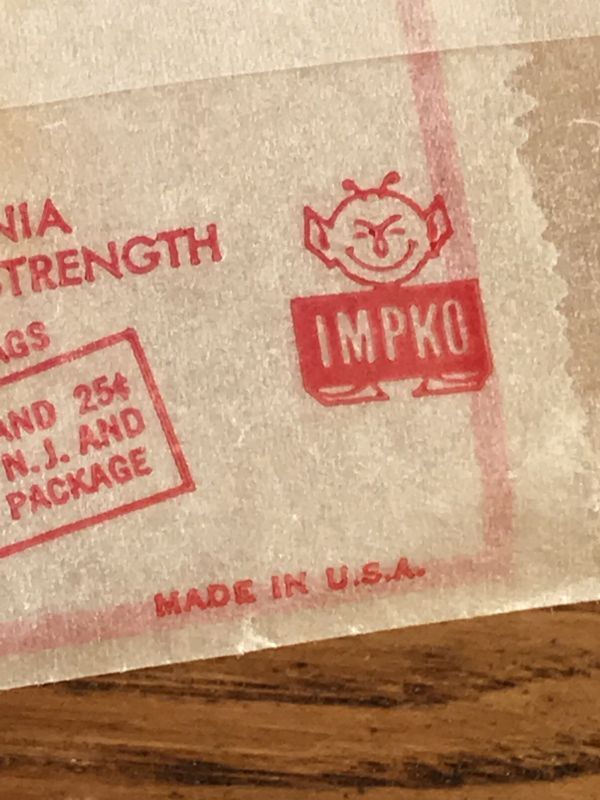 NIA
STRENGTH
AGS
AND 25¢
N.J. AND
PACKAGE
IMPKO
MADE IN U.S.A.